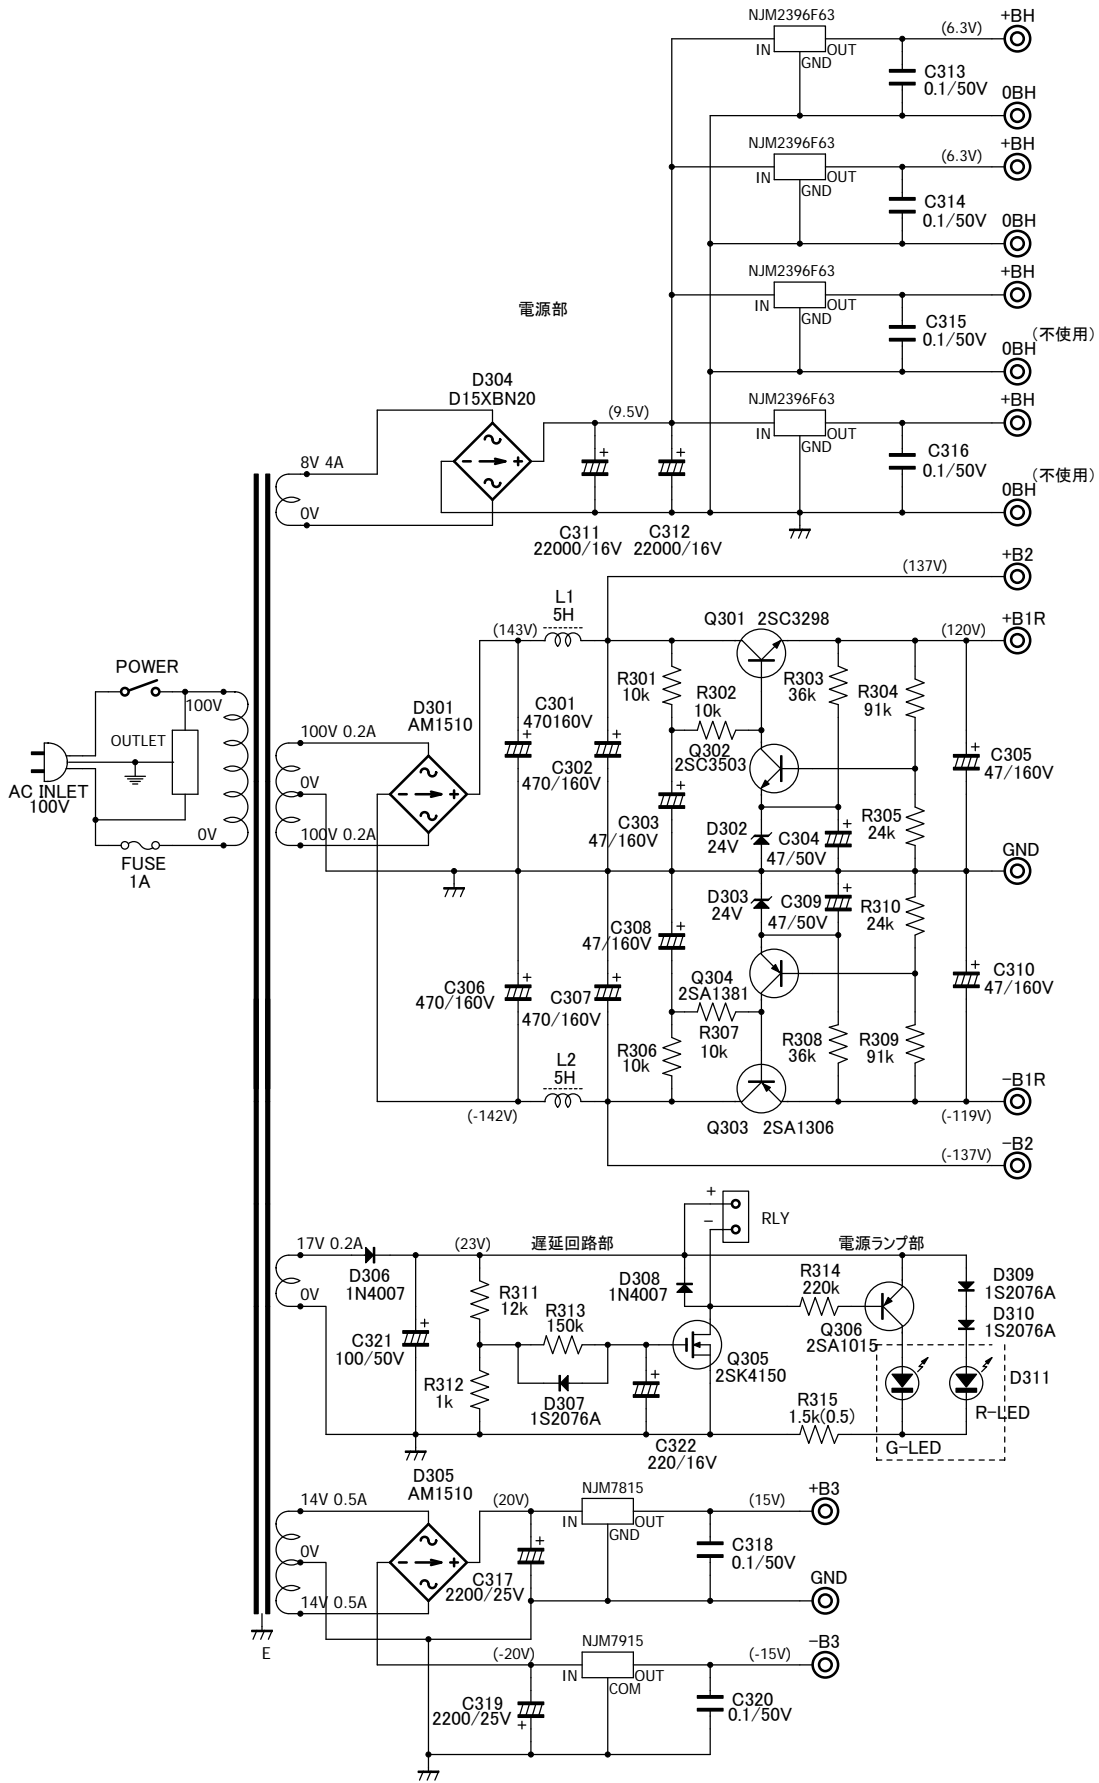 NJM2396F63
IN
OUT
GND
(6.3V)
+BH
C313
0.1/50V
0BH
NJM2396F63
IN
OUT
GND
(6.3V)
+BH
C314
0.1/50V
0BH
NJM2396F63
IN
OUT
GND
+BH
C315
0.1/50V
0BH
(不使用)
電源部
D304
D15XBN20
(9.5V)
NJM2396F63
IN
OUT
GND
+BH
C316
0.1/50V
0BH
(不使用)
8V 4A
0V
C311
22000/16V
C312
22000/16V
+B2
(137V)
L1
5H
(143V)
Q301 2SC3298
+B1R
(120V)
POWER
100V
OUTLET
AC INLET
100V
0V
FUSE
1A
D301
AM1510
100V 0.2A
0V
100V 0.2A
C301
470160V
C302
470/160V
R301
10k
R302
10k
Q302
2SC3503
R303
36k
R304
91k
C303
47/160V
D302
24V
C304
47/50V
R305
24k
C305
47/160V
GND
D303
24V
C309
47/50V
R310
24k
C308
47/160V
C306
470/160V
C307
470/160V
Q304
2SA1381
C310
47/160V
R306
10k
R307
10k
R308
36k
R309
91k
L2
5H
(-142V)
Q303 2SA1306
−B1R
(-119V)
−B2
(-137V)
+
−
RLY
17V 0.2A
0V
D306
1N4007
(23V)
遅延回路部
電源ランプ部
R311
12k
R313
150k
D308
1N4007
R314
220k
D309
1S2076A
D310
1S2076A
Q306
2SA1015
C321
100/50V
R312
1k
D307
1S2076A
Q305
2SK4150
D311
R-LED
R315
1.5k(0.5)
C322
220/16V
G-LED
D305
AM1510
14V 0.5A
0V
14V 0.5A
(20V)
NJM7815
IN
OUT
GND
(15V)
+B3
C317
2200/25V
C318
0.1/50V
GND
E
(-20V)
NJM7915
IN
OUT
COM
(-15V)
−B3
C319
2200/25V
C320
0.1/50V